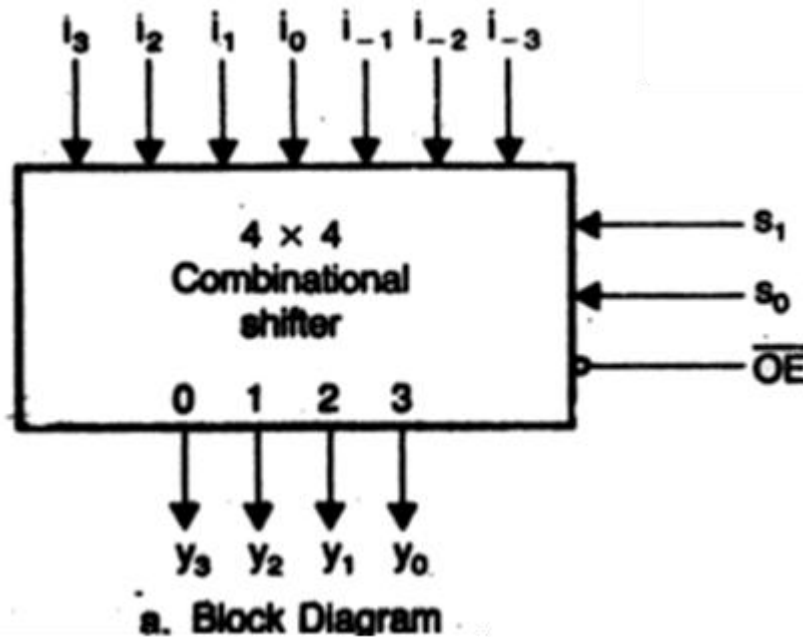 i₃ i₂ i₁ i₀ i₋₁ i₋₂ i₋₃
4 × 4
Combinational
shifter
s₁
s₀
O̅E̅
0 1 2 3
y₃ y₂ y₁ y₀
a. Block Diagram